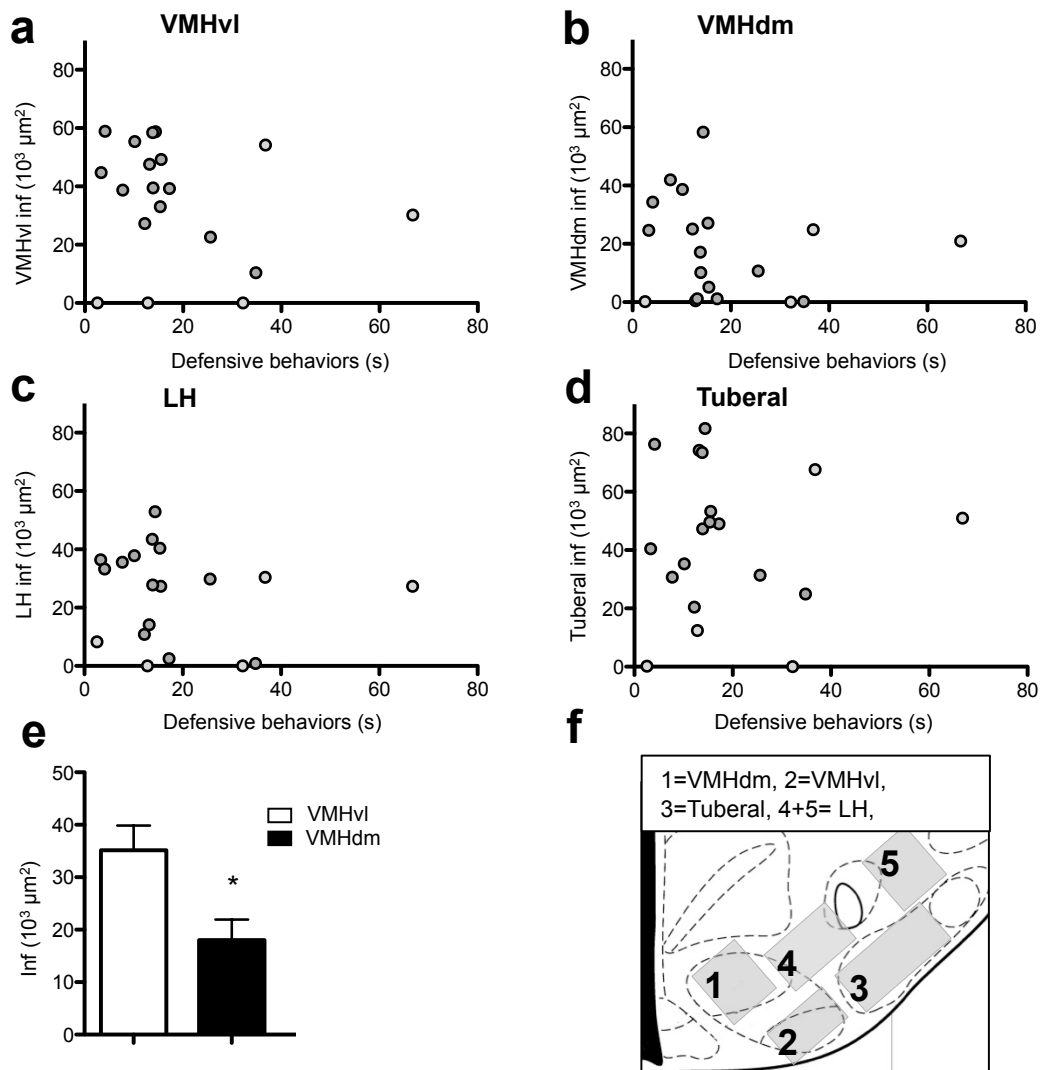 a
VMHvl
VMHvl inf (10³ µm²)
80
60
40
20
0
0 20 40 60 80
Defensive behaviors (s)
b
VMHdm
VMHdm inf (10³ µm²)
80
60
40
20
0
0 20 40 60 80
Defensive behaviors (s)
c
LH
LH inf (10³ µm²)
80
60
40
20
0
0 20 40 60 80
Defensive behaviors (s)
d
Tuberal
Tuberal inf (10³ µm²)
80
60
40
20
0
0 20 40 60 80
Defensive behaviors (s)
e
Inf (10³ µm²)
50
40
30
20
10
0
*
VMHvl
VMHdm
f
1=VMHdm, 2=VMHvl,
3=Tuberal, 4+5= LH,
5
4
1
3
2